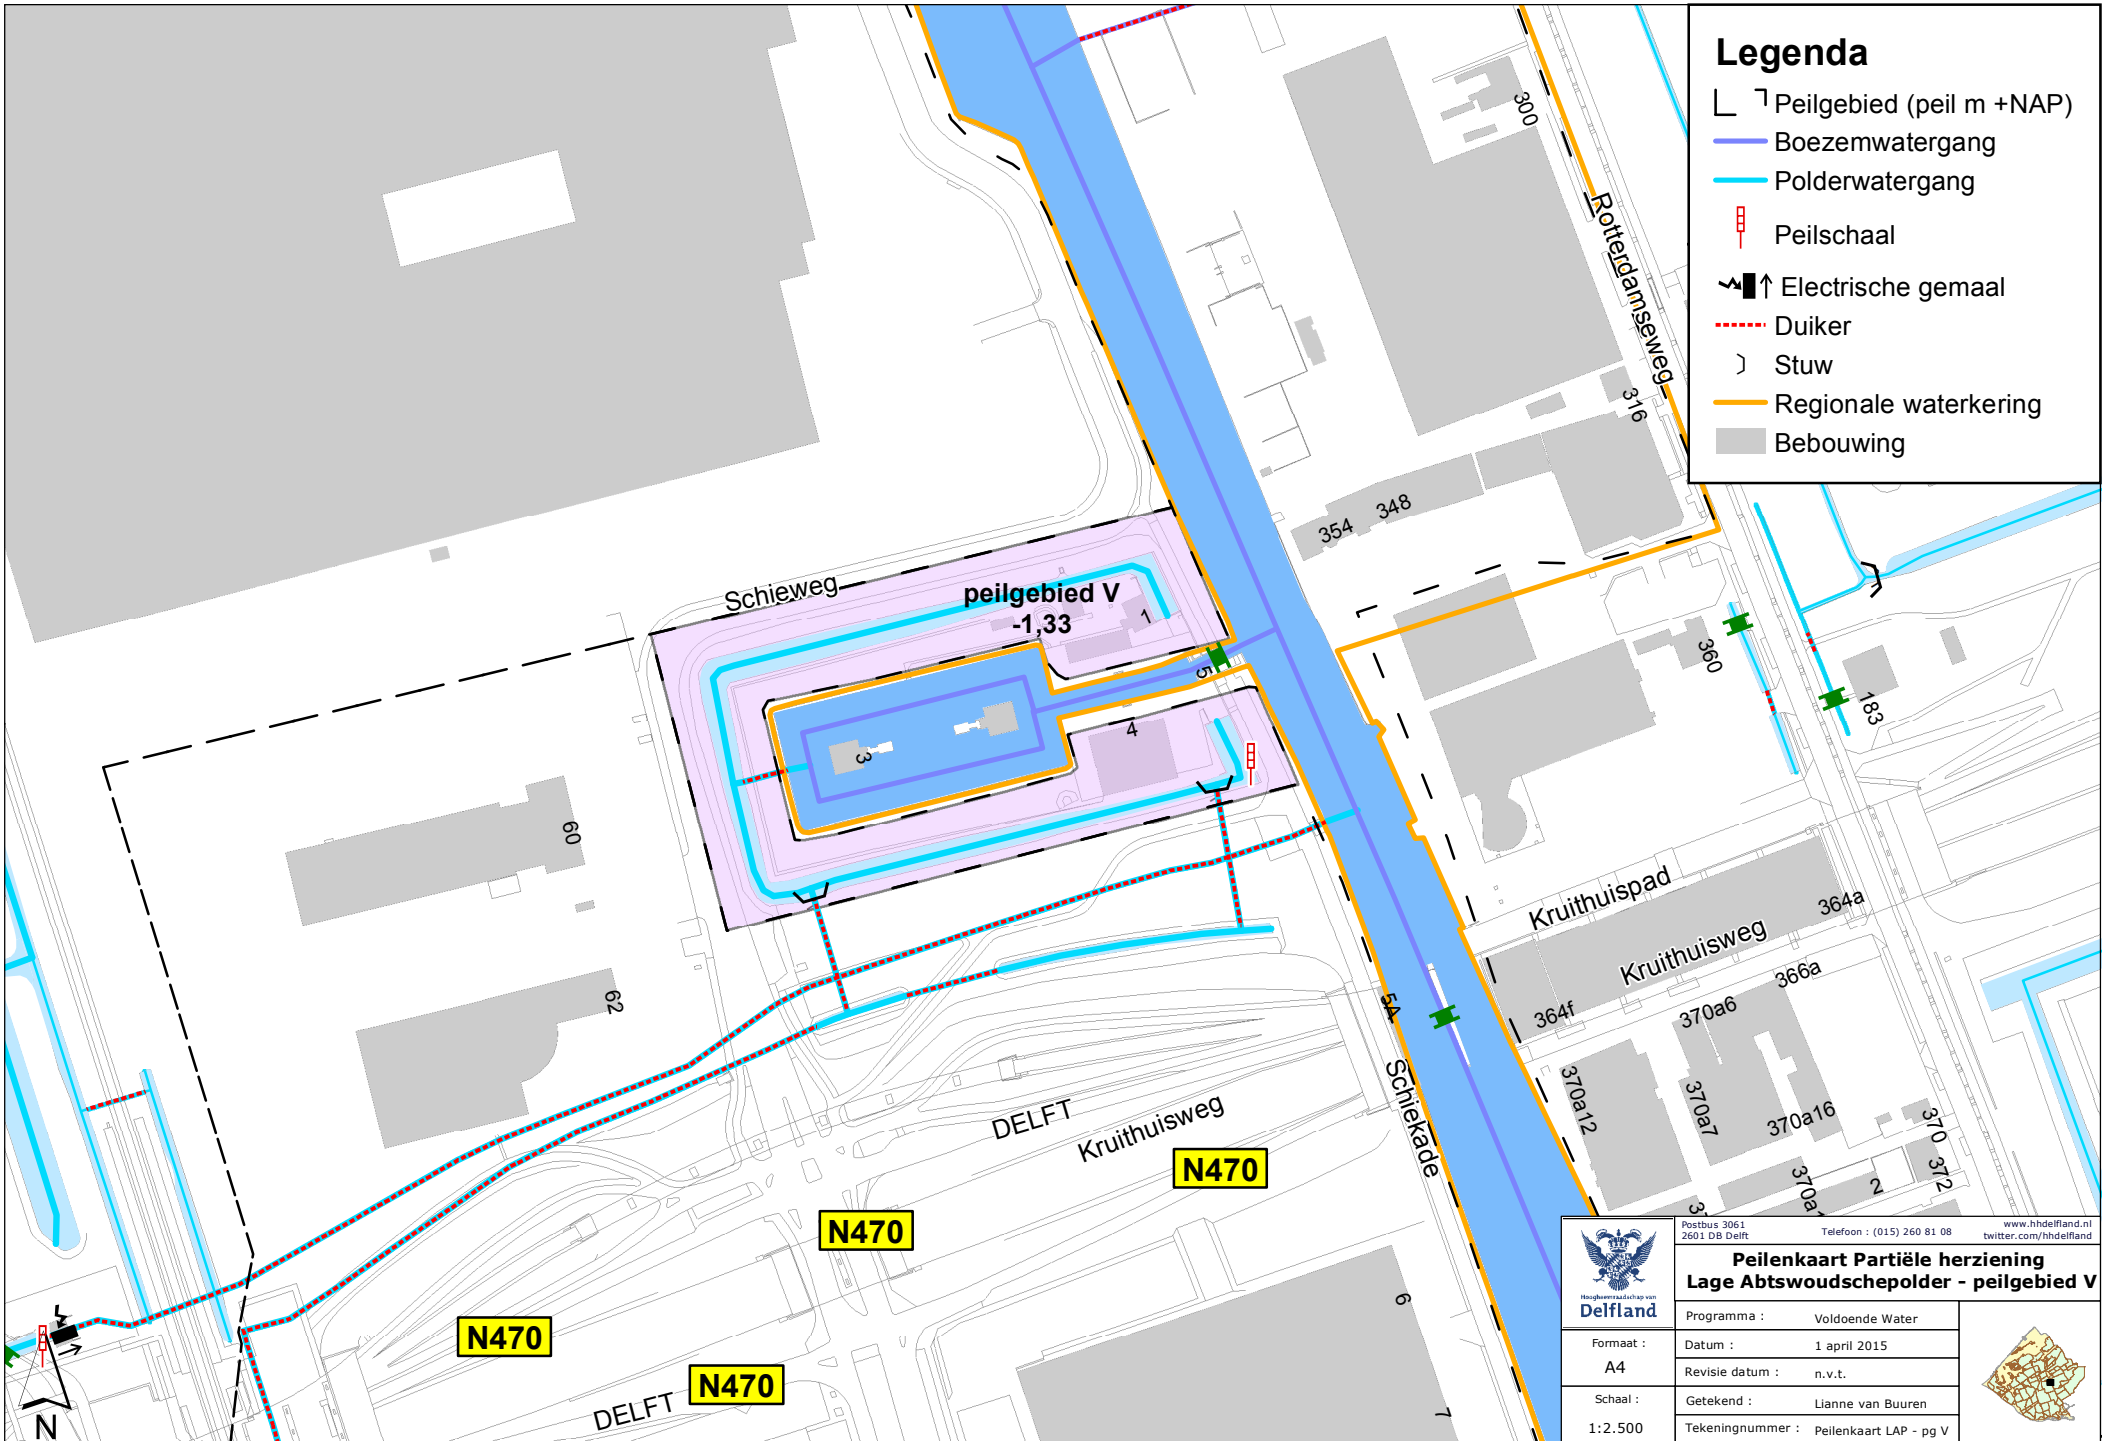 Legenda
Peilgebied (peil m +NAP)
Boezemwatergang
Polderwatergang
Peilschaal
Electrische gemaal
Duiker
Stuw
Regionale waterkering
Bebouwing
300
Rotterdamseweg
316
348
354
Schieweg
peilgebied V
-1,33
1
5
360
183
3
4
60
62
Kruithuispad
364a
Kruithuisweg
366a
364f
370a6
5A
Schiekade
370a12
370a7
370a16
370
372
2
DELFT
Kruithuisweg
N470
N470
N470
N470
DELFT
6
7
N
Postbus 3061
2601 DB Delft
Telefoon : (015) 260 81 08
www.hhdelfland.nl
twitter.com/hhdelfland
Hoogheemraadschap van
Delfland
Peilenkaart Partiële herziening
Lage Abtswoudschepolder - peilgebied V
Programma : Voldoende Water
Formaat :
A4
Datum : 1 april 2015
Revisie datum : n.v.t.
Schaal :
1:2.500
Getekend : Lianne van Buuren
Tekeningnummer : Peilenkaart LAP - pg V